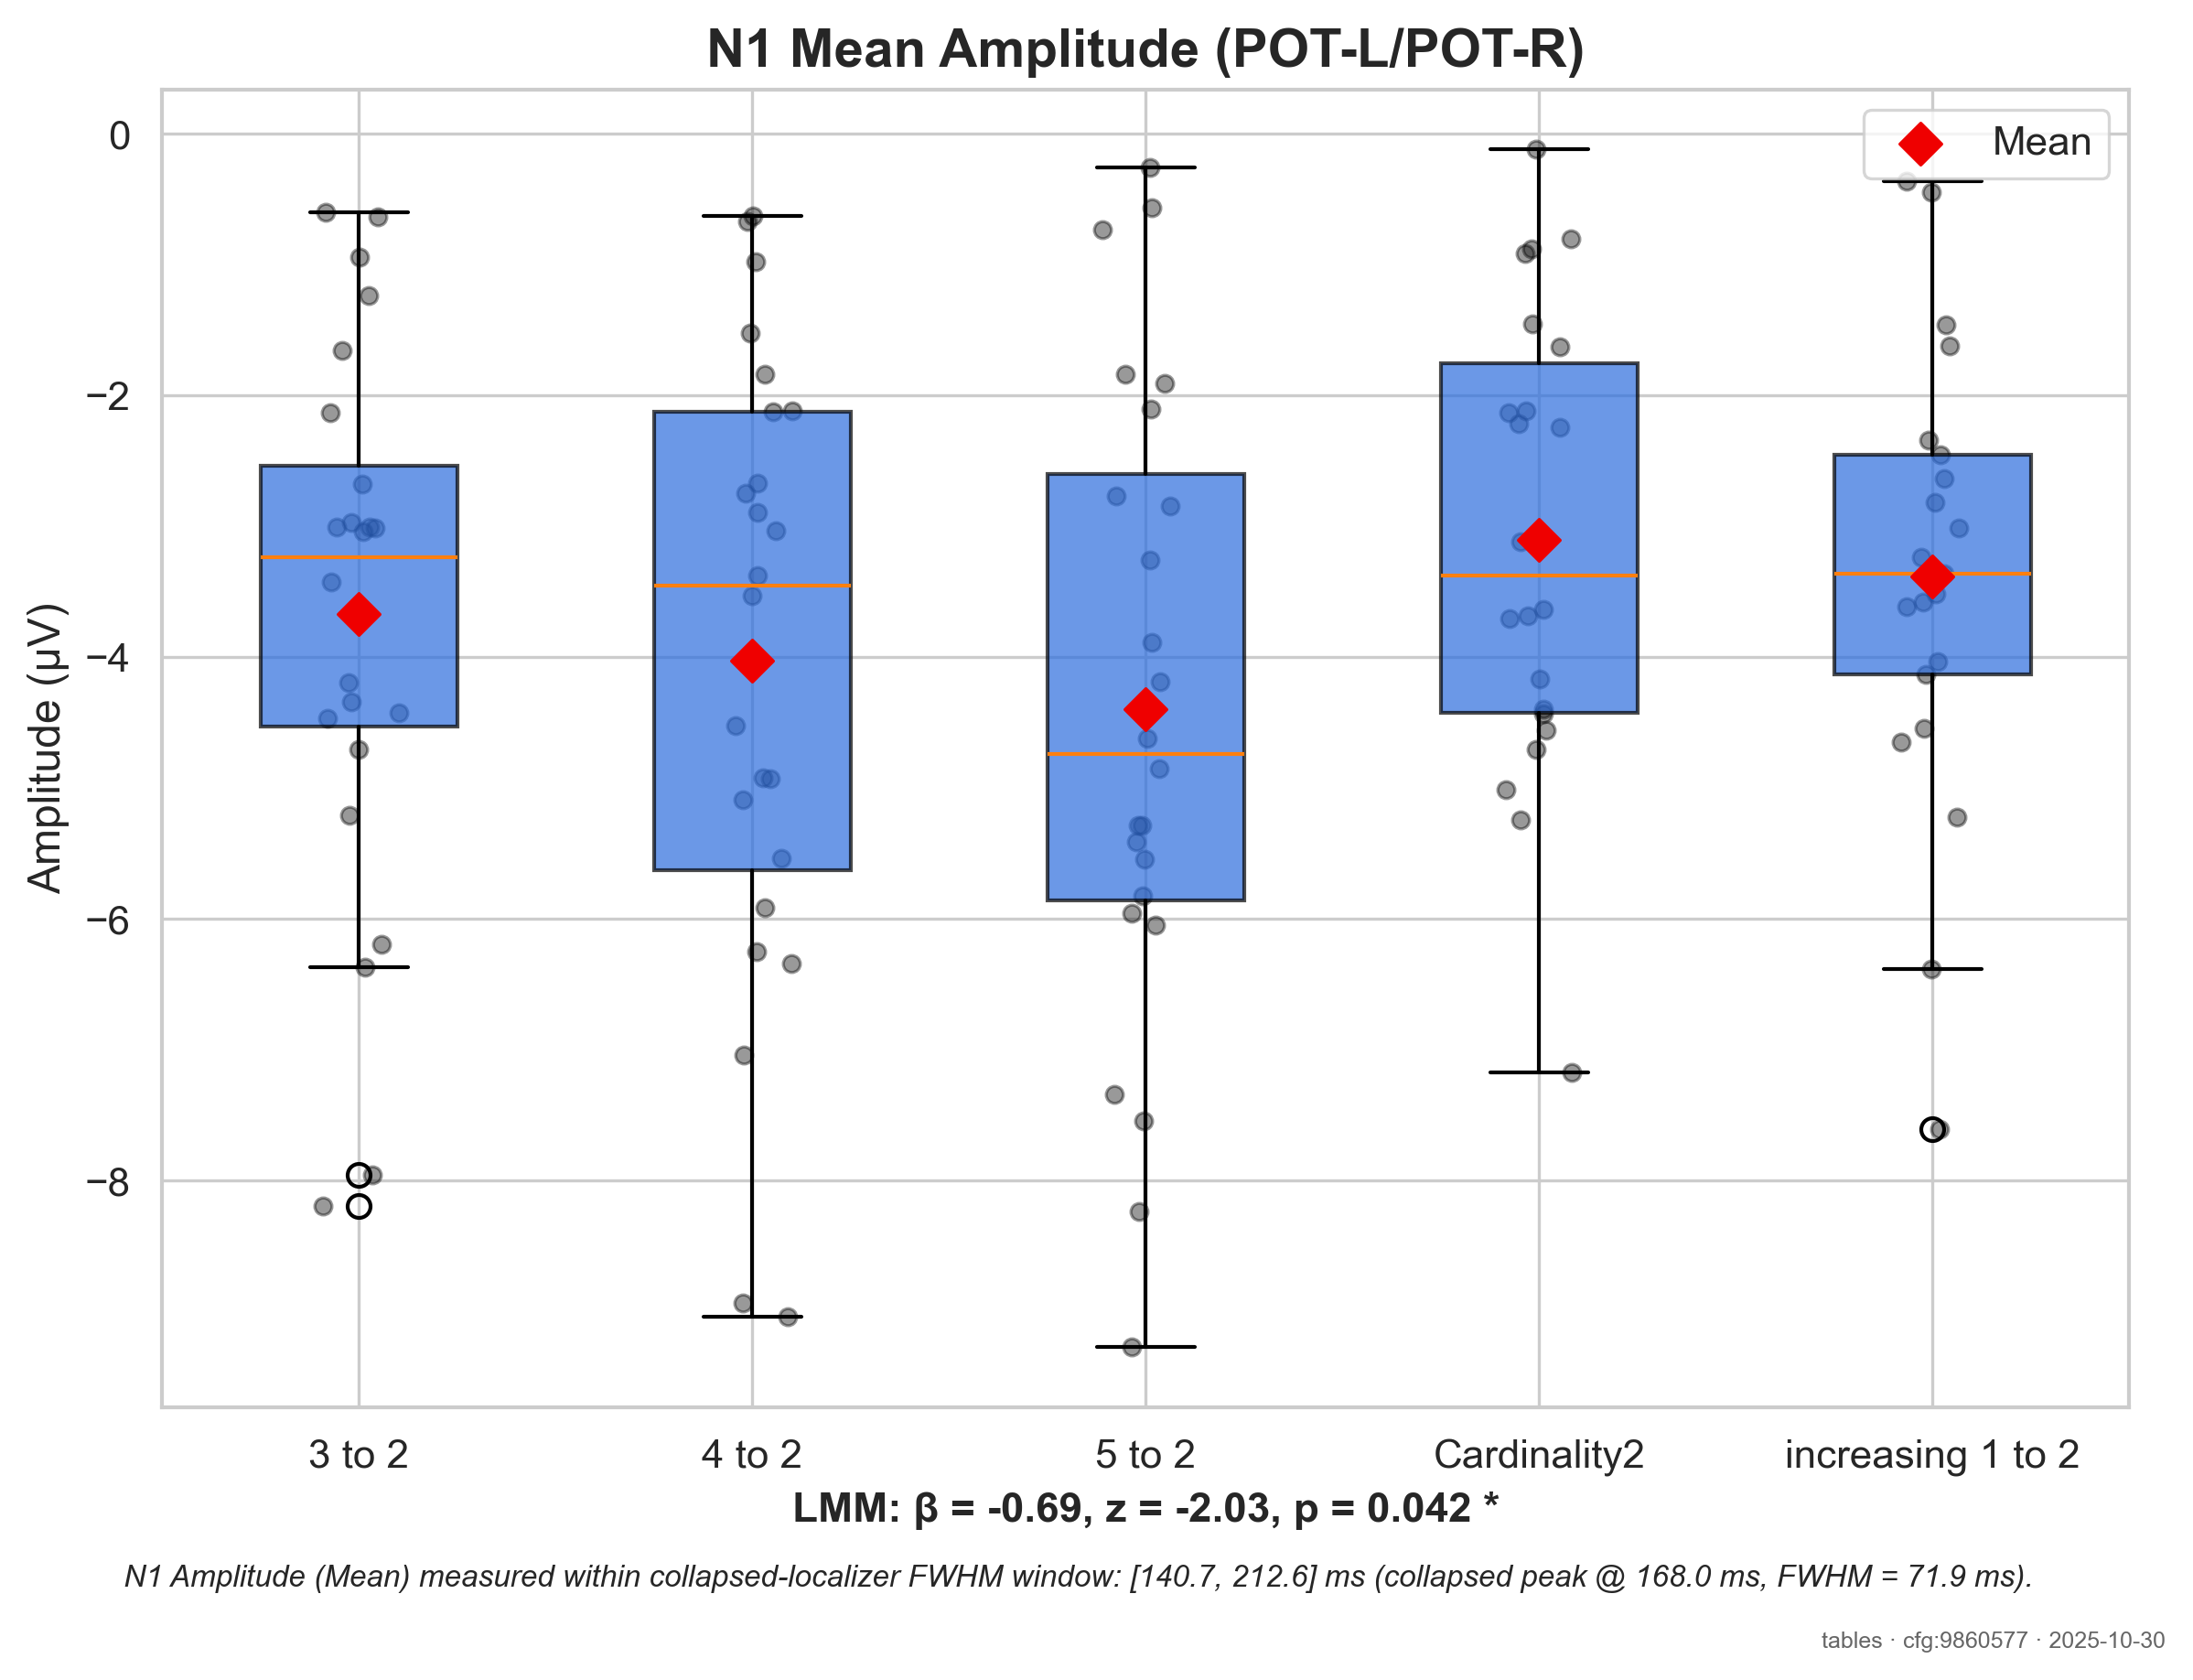 N1 Mean Amplitude (POT-L/POT-R)
Mean
Amplitude (µV)
0
−2
−4
−6
−8
3 to 2
4 to 2
5 to 2
Cardinality2
increasing 1 to 2
LMM: β = -0.69, z = -2.03, p = 0.042 *
N1 Amplitude (Mean) measured within collapsed-localizer FWHM window: [140.7, 212.6] ms (collapsed peak @ 168.0 ms, FWHM = 71.9 ms).
tables · cfg:9860577 · 2025-10-30